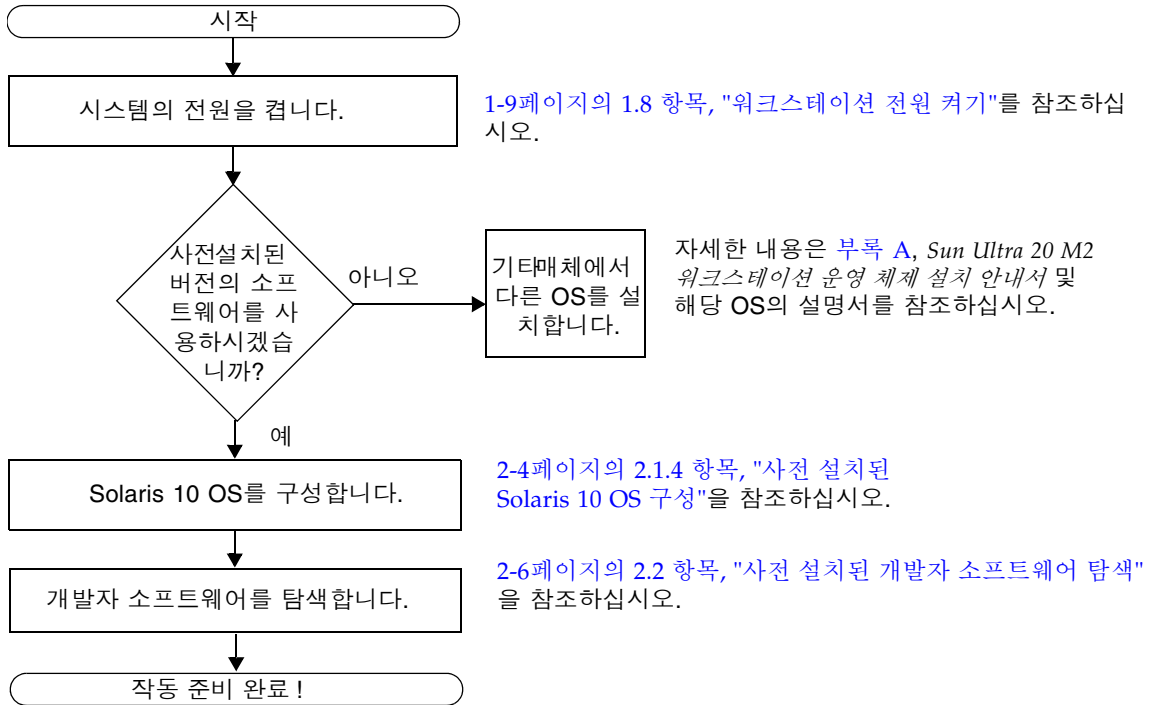 시작
시스템의 전원을 켭니다.
1-9페이지의 1.8 항목, "워크스테이션 전원 켜기"를 참조하십
시오.
사전설치된
버전의 소프
트웨어를 사
용하시겠습
니까?
아니오
기타매체에서
다른 OS를 설
치합니다.
자세한 내용은 부록 A, Sun Ultra 20 M2
워크스테이션 운영 체제 설치 안내서 및
해당 OS의 설명서를 참조하십시오.
예
Solaris 10 OS를 구성합니다.
2-4페이지의 2.1.4 항목, "사전 설치된
Solaris 10 OS 구성"을 참조하십시오.
개발자 소프트웨어를 탐색합니다.
2-6페이지의 2.2 항목, "사전 설치된 개발자 소프트웨어 탐색"
을 참조하십시오.
작동 준비 완료 !